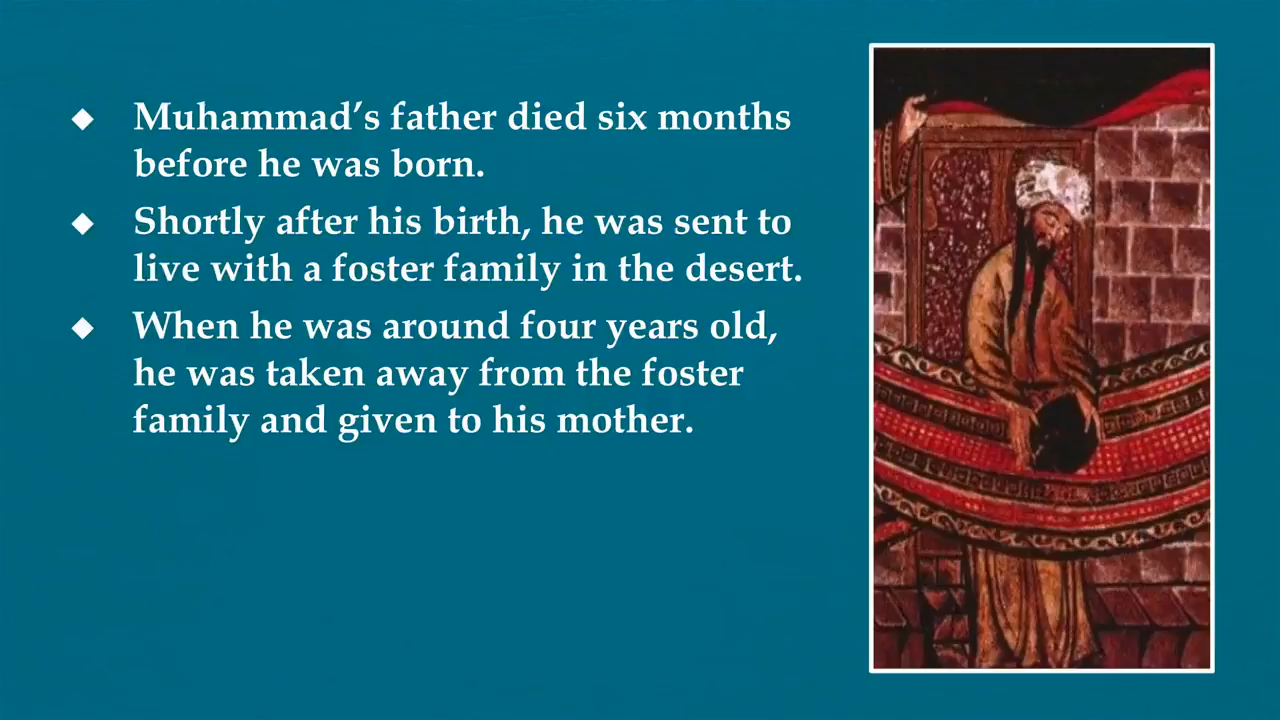 ◆ Muhammad’s father died six months
before he was born.
◆ Shortly after his birth, he was sent to
live with a foster family in the desert.
◆ When he was around four years old,
he was taken away from the foster
family and given to his mother.